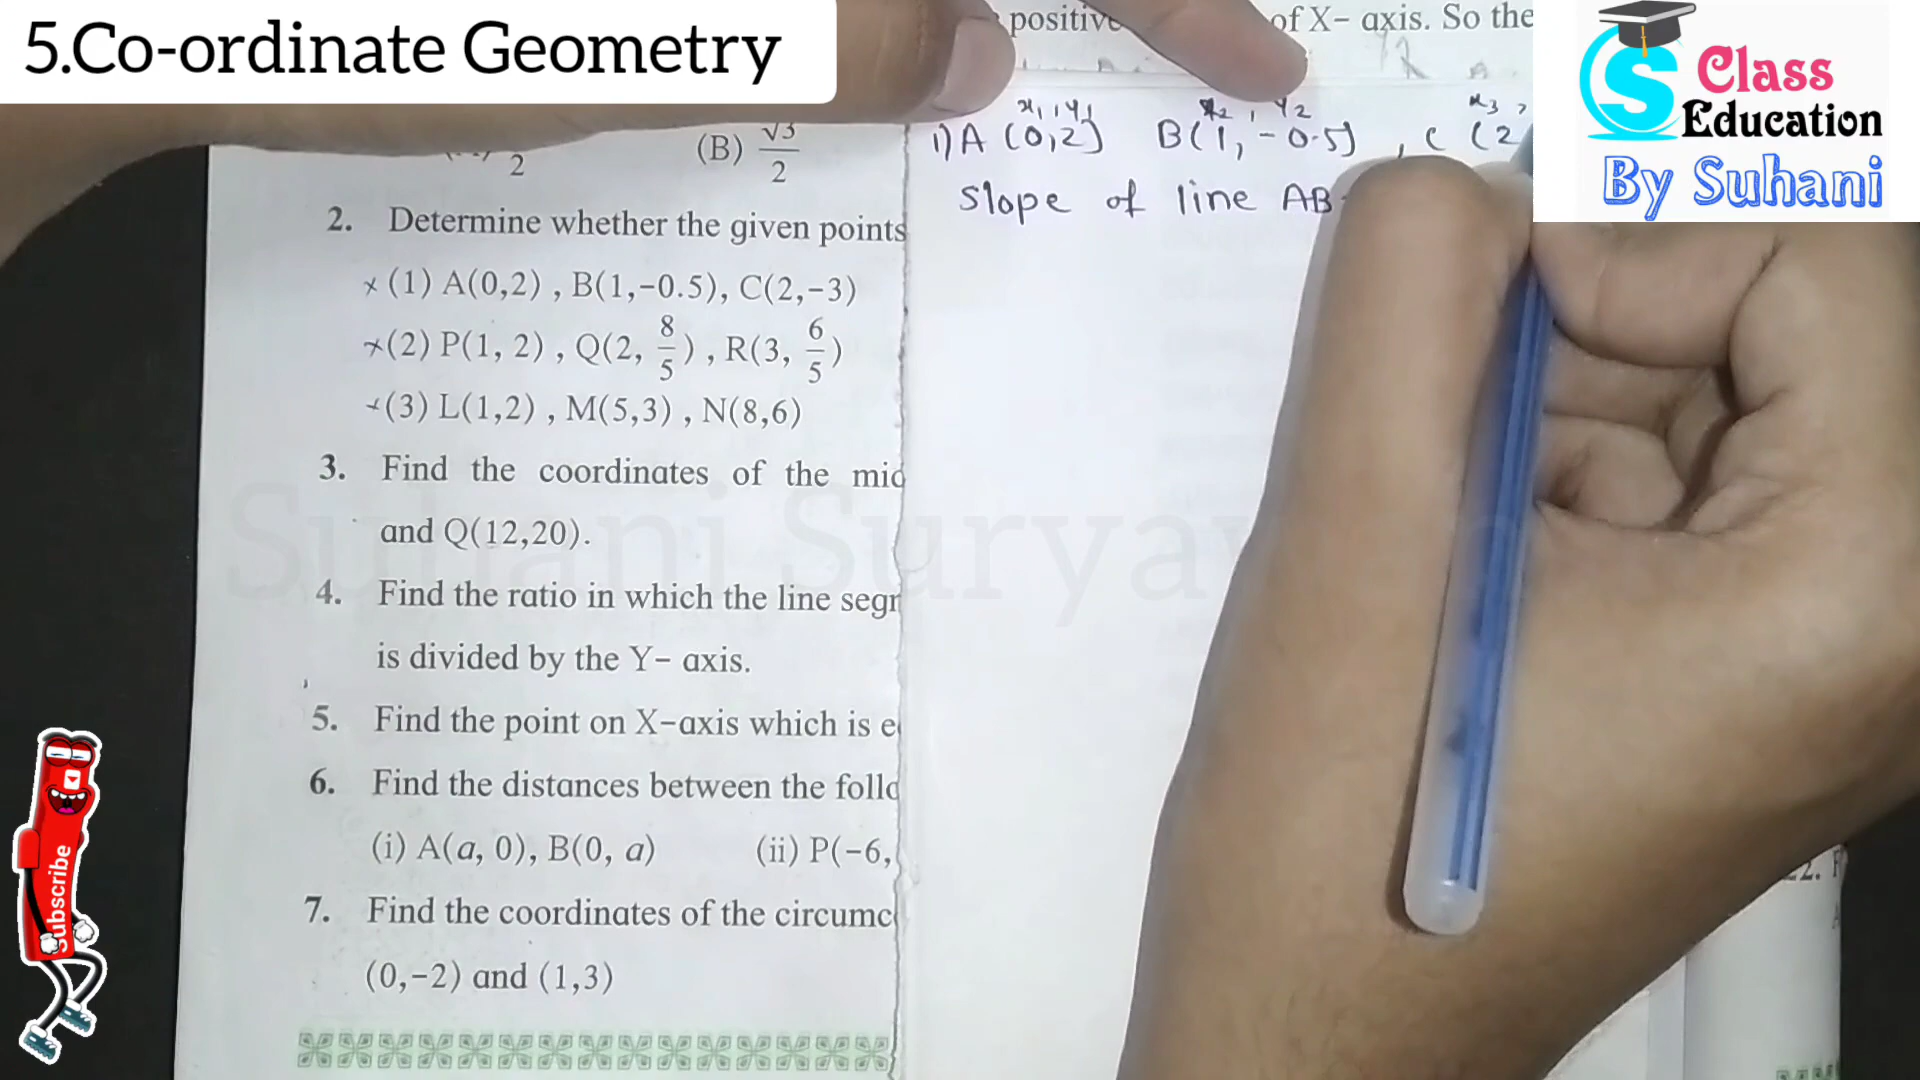 5.Co-ordinate Geometry
positive of X- axis. So the
Class
Education
By Suhani
2
(B) √3
2
x1, y1 x2, y2 x3,
1) A (0,2) B(1, -0.5) , C (2
Slope of line AB
2. Determine whether the given points
× (1) A(0,2) , B(1,-0.5), C(2,-3)
× (2) P(1, 2) , Q(2, 8/5) , R(3, 6/5)
× (3) L(1,2) , M(5,3) , N(8,6)
3. Find the coordinates of the mid
and Q(12,20).
4. Find the ratio in which the line seg
is divided by the Y- axis.
5. Find the point on X-axis which is e
6. Find the distances between the foll
(i) A(a, 0), B(0, a) (ii) P(-6,
7. Find the coordinates of the circumc
(0,-2) and (1,3)
Subscribe
22.